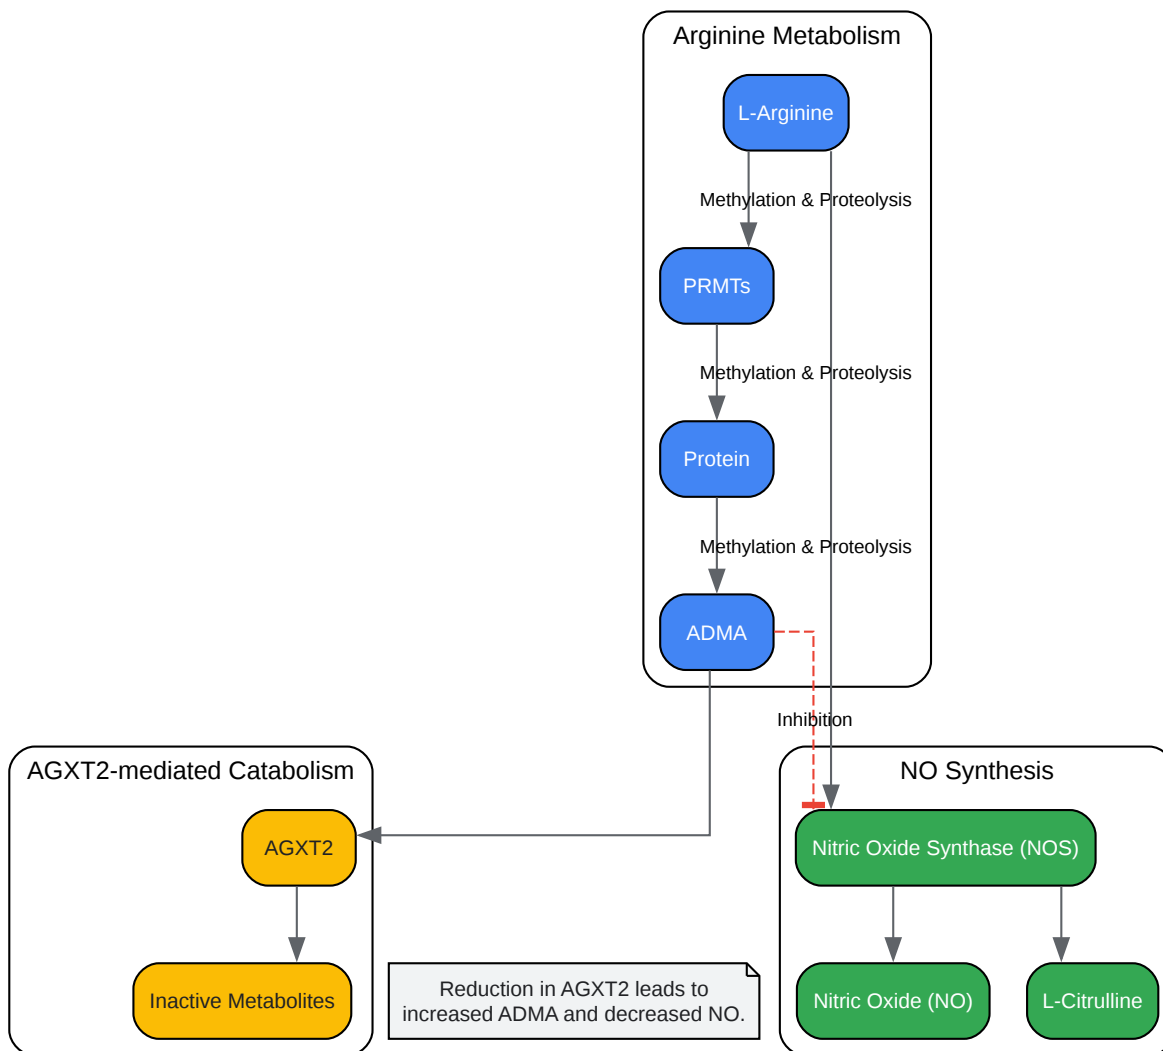 Arginine Metabolism
L-Arginine
Methylation & Proteolysis
PRMTs
Methylation & Proteolysis
Protein
Methylation & Proteolysis
ADMA
Inhibition
AGXT2-mediated Catabolism
AGXT2
Inactive Metabolites
Reduction in AGXT2 leads to
increased ADMA and decreased NO.
NO Synthesis
Nitric Oxide Synthase (NOS)
Nitric Oxide (NO)
L-Citrulline